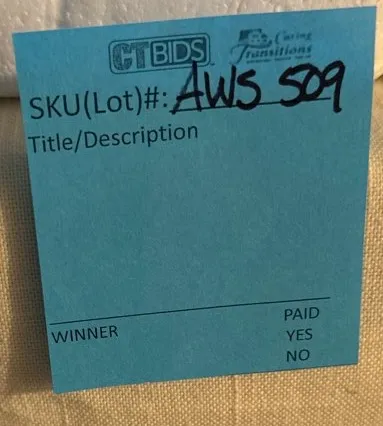 CTBIDS Caring Transitions
SKU(Lot)#: AWS 509
Title/Description
WINNER PAID
YES
NO